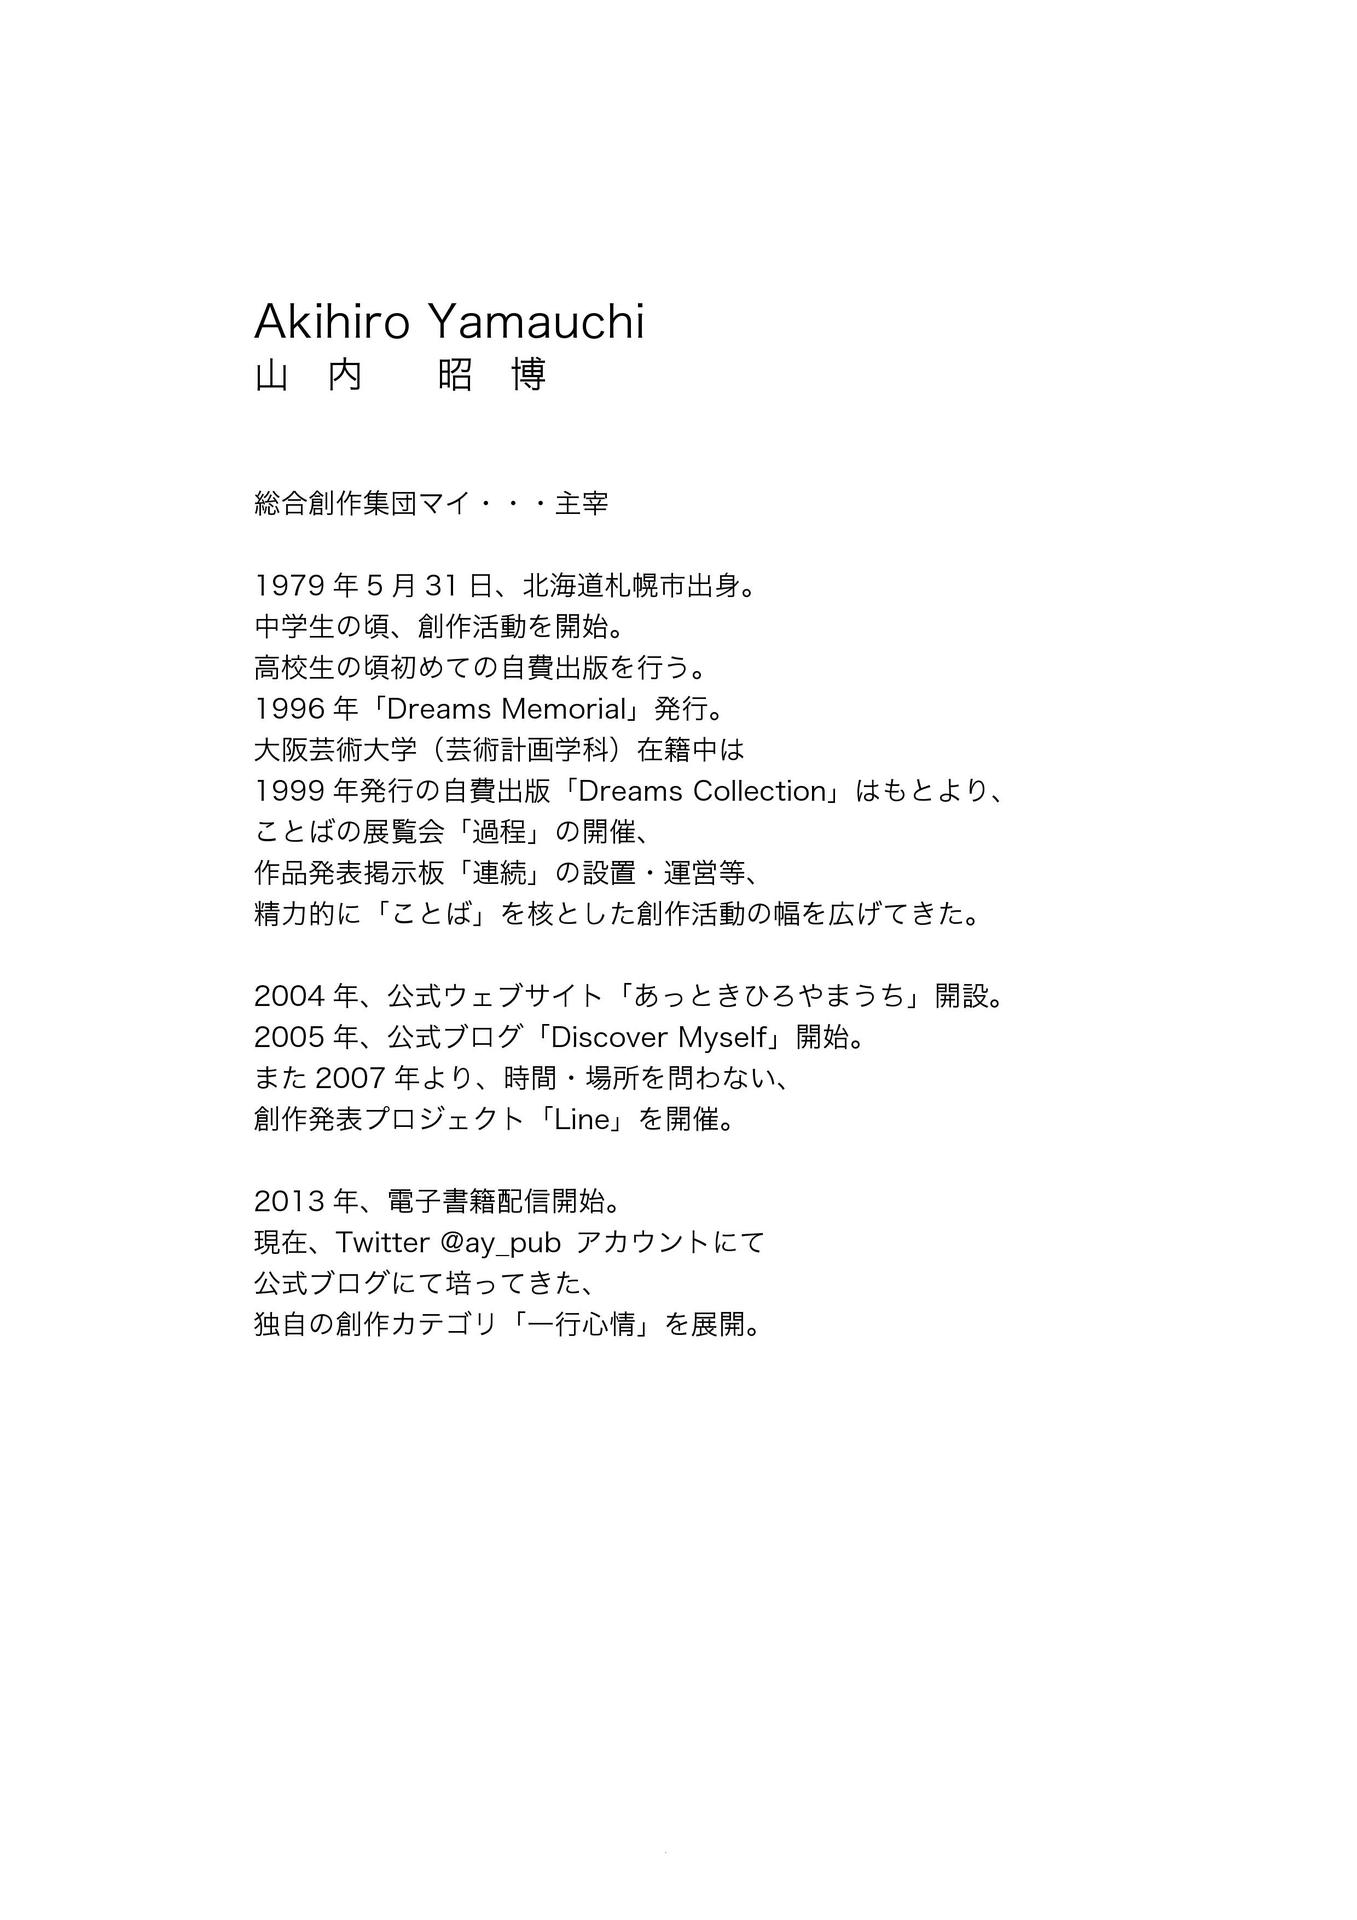 Akihiro Yamauchi
山　内　　昭　博
総合創作集団マイ・・・主宰
1979 年 5 月 31 日、北海道札幌市出身。
中学生の頃、創作活動を開始。
高校生の頃初めての自費出版を行う。
1996 年「Dreams Memorial」発行。
大阪芸術大学（芸術計画学科）在籍中は
1999 年発行の自費出版「Dreams Collection」はもとより、
ことばの展覧会「過程」の開催、
作品発表掲示板「連続」の設置・運営等、
精力的に「ことば」を核とした創作活動の幅を広げてきた。
2004 年、公式ウェブサイト「あっときひろやまうち」開設。
2005 年、公式ブログ「Discover Myself」開始。
また 2007 年より、時間・場所を問わない、
創作発表プロジェクト「Line」を開催。
2013 年、電子書籍配信開始。
現在、Twitter @ay_pub アカウントにて
公式ブログにて培ってきた、
独自の創作カテゴリ「一行心情」を展開。